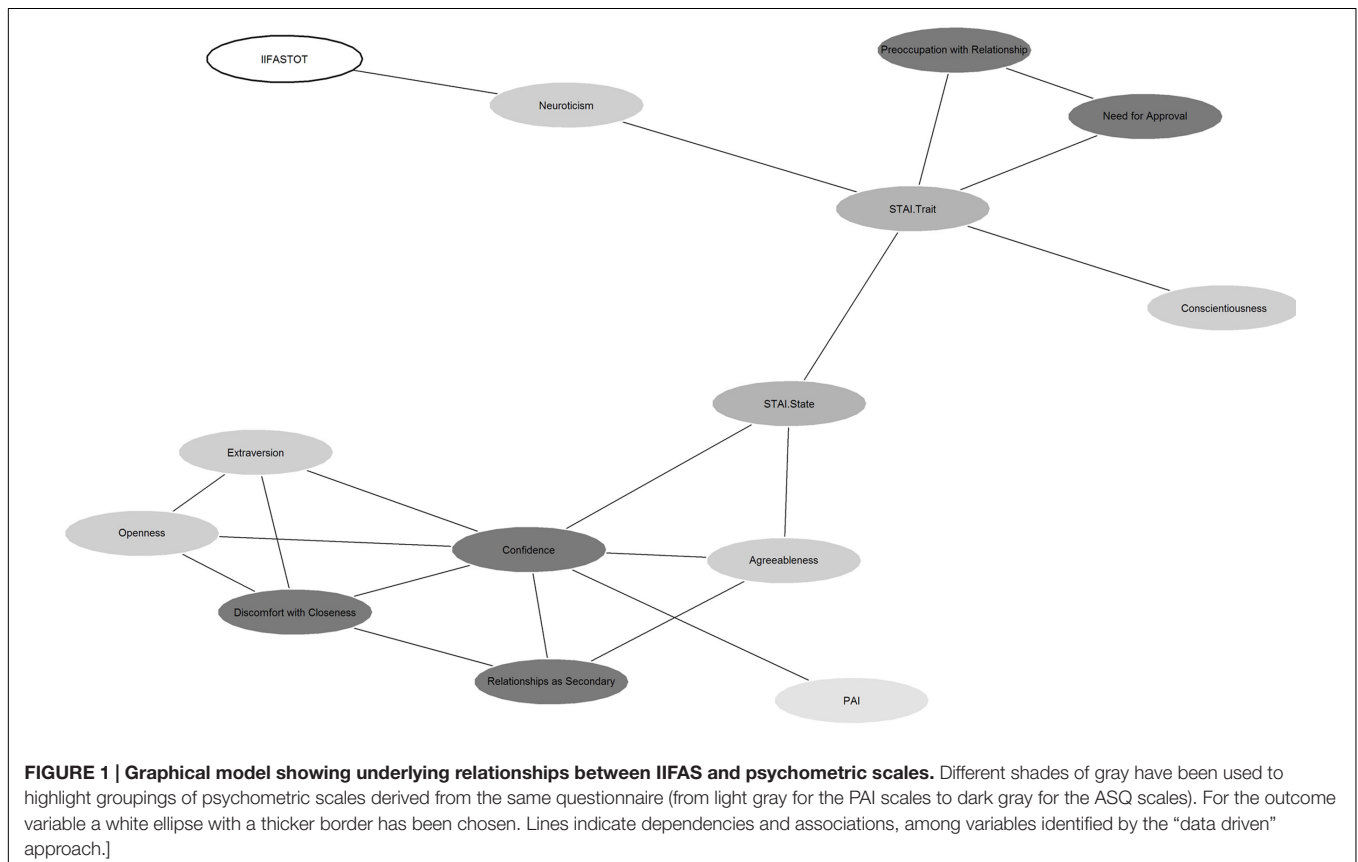 IIFASTOT
Preoccupation with Relationship
Neuroticism
Need for Approval
STAI.Trait
Conscientiousness
STAI.State
Extraversion
Openness
Confidence
Agreeableness
Discomfort with Closeness
Relationships as Secondary
PAI
FIGURE 1 | Graphical model showing underlying relationships between IIFAS and psychometric scales. Different shades of gray have been used to
highlight groupings of psychometric scales derived from the same questionnaire (from light gray for the PAI scales to dark gray for the ASQ scales). For the outcome
variable a white ellipse with a thicker border has been chosen. Lines indicate dependencies and associations, among variables identified by the “data driven”
approach.]